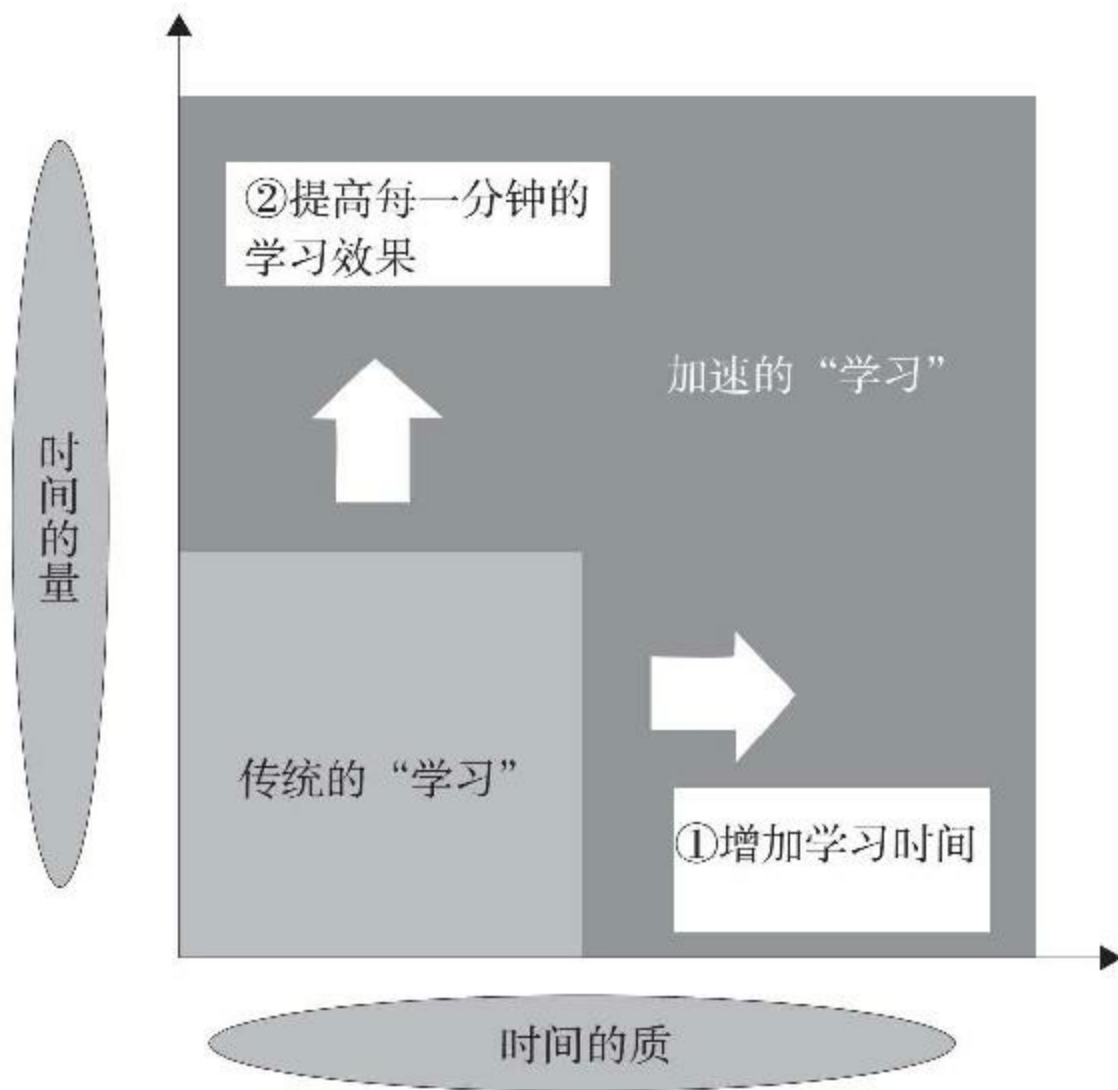 ②提高每一分钟的
学习效果
加速的“学习”
时间的量
传统的“学习”
①增加学习时间
时间的质